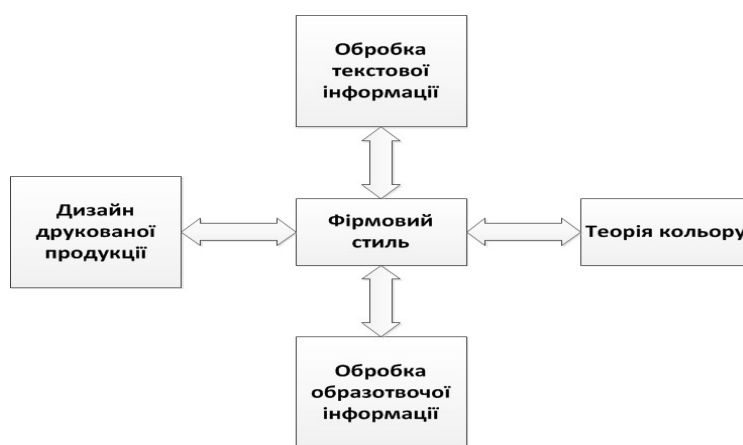 Обробка
текстової
інформації
Дизайн
друкованої
продукції
Фірмовий
стиль
Теорія кольору
Обробка
образотвочої
інформації